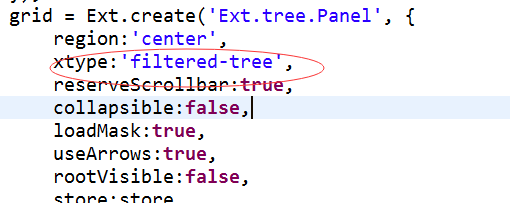 grid = Ext.create('Ext.tree.Panel', {
region:'center',
xtype:'filtered-tree',
reserveScrollbar:true,
collapsible:false,
loadMask:true,
useArrows:true,
rootVisible:false,
store:store